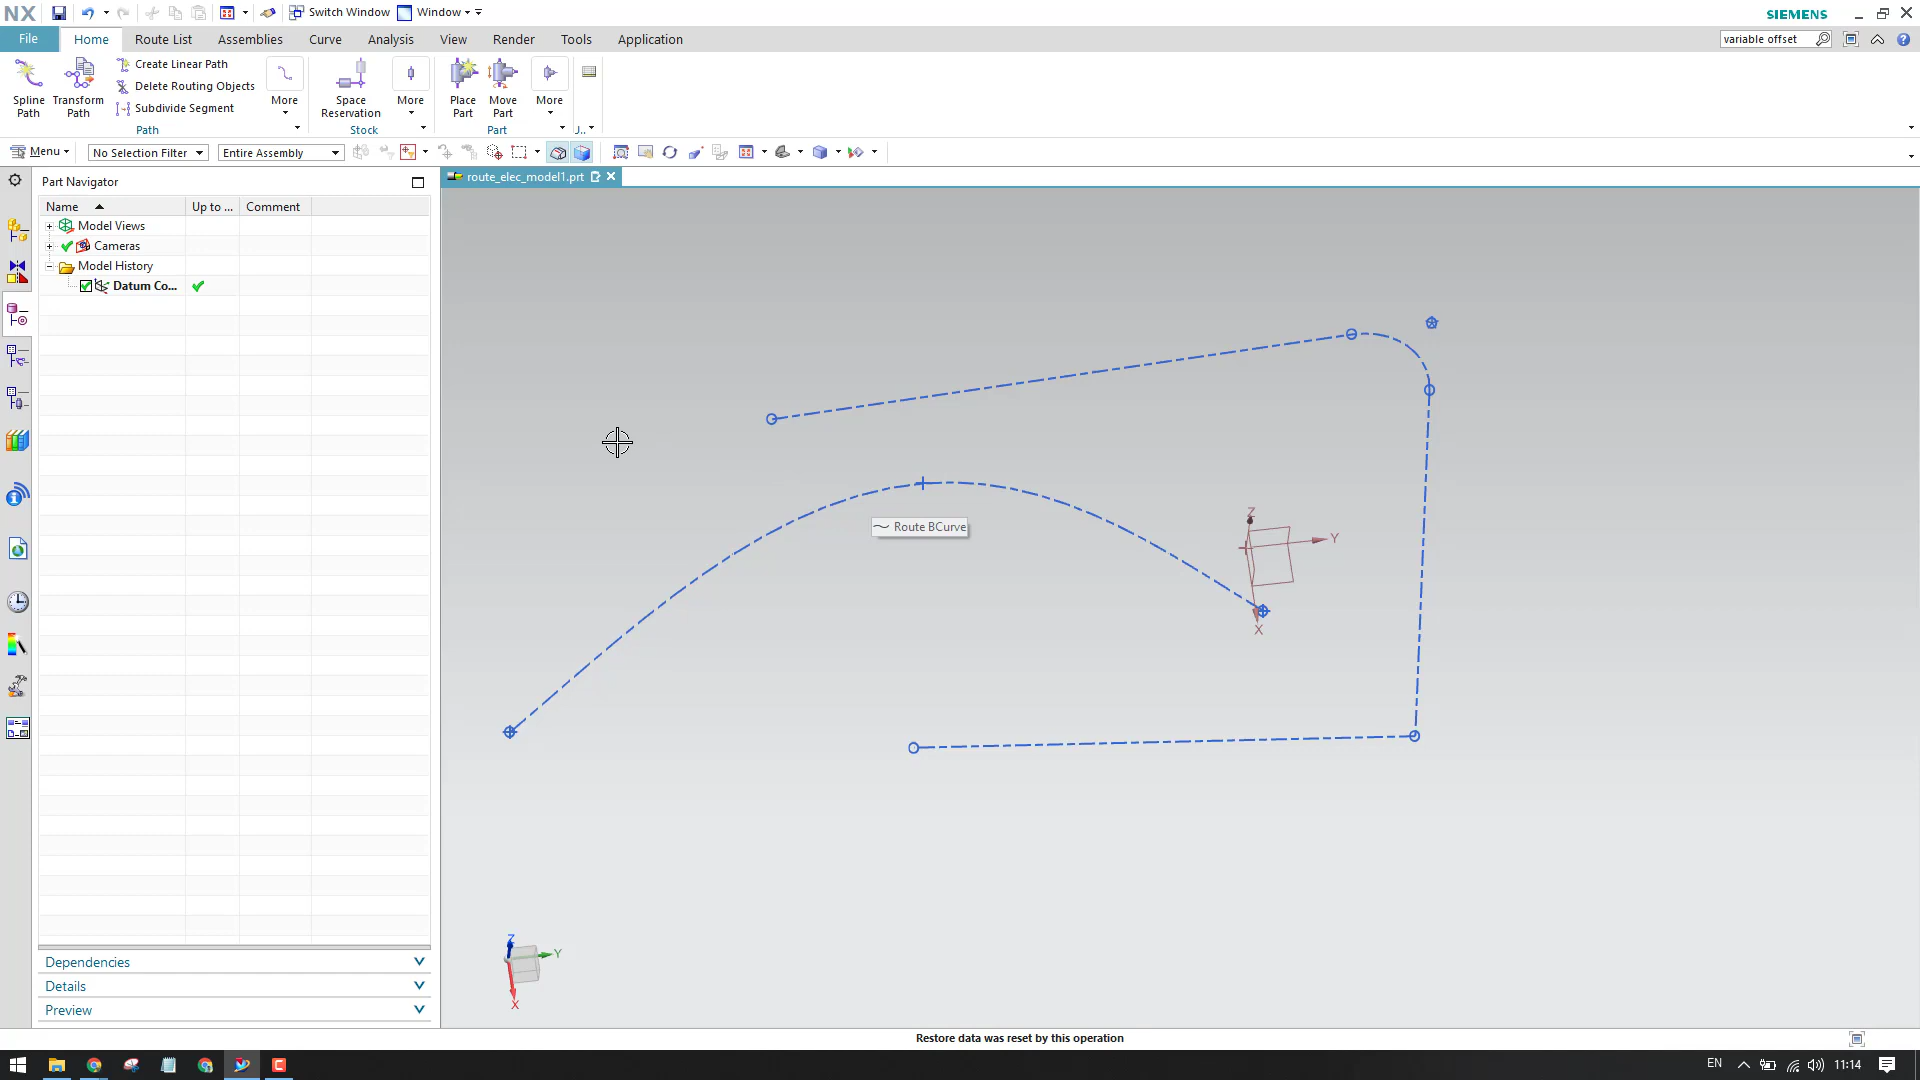 NX
Switch Window
Window
SIEMENS
File
Home
Route List
Assemblies
Curve
Analysis
View
Render
Tools
Application
variable offset
Spline Path
Transform Path
Create Linear Path
Delete Routing Objects
Subdivide Segment
More
Space Reservation
More
Place Part
Move Part
More
Path
Stock
Part
J..
Menu
No Selection Filter
Entire Assembly
Part Navigator
route_elec_model1.prt
Name
Up to ...
Comment
Model Views
Cameras
Model History
Datum Co...
Route BCurve
Z
Y
X
Z
Y
X
Dependencies
Details
Preview
Restore data was reset by this operation
EN
11:14